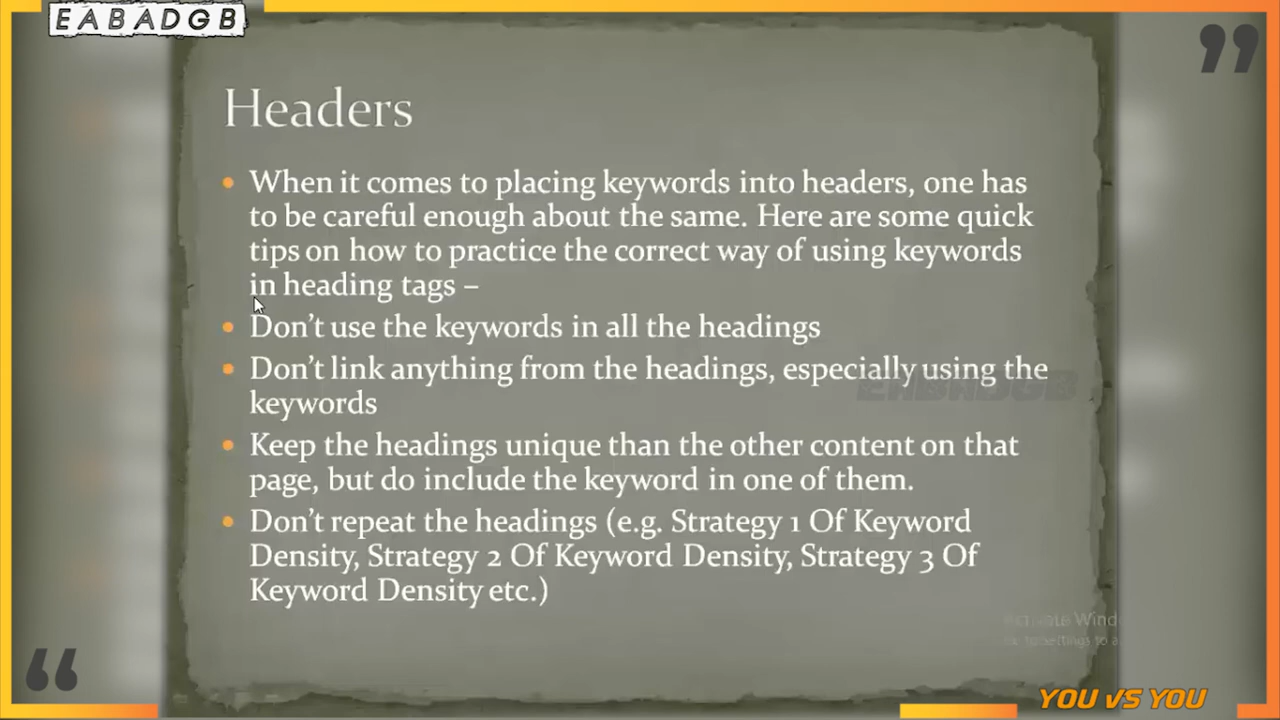 EABADGB
Headers
When it comes to placing keywords into headers, one has
to be careful enough about the same. Here are some quick
tips on how to practice the correct way of using keywords
in heading tags –
Don't use the keywords in all the headings
Don't link anything from the headings, especially using the
keywords
EABADGB
Keep the headings unique than the other content on that
page, but do include the keyword in one of them.
Don't repeat the headings (e.g. Strategy 1 Of Keyword
Density, Strategy 2 Of Keyword Density, Strategy 3 Of
Keyword Density etc.)
YOU VS YOU